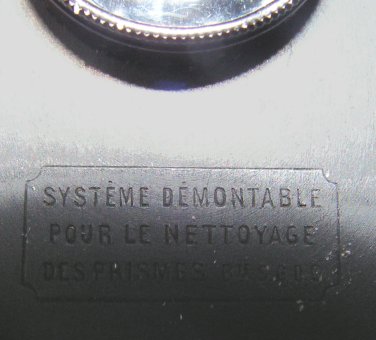 SYSTÈME DÉMONTABLE
POUR LE NETTOYAGE
DES PRISMES